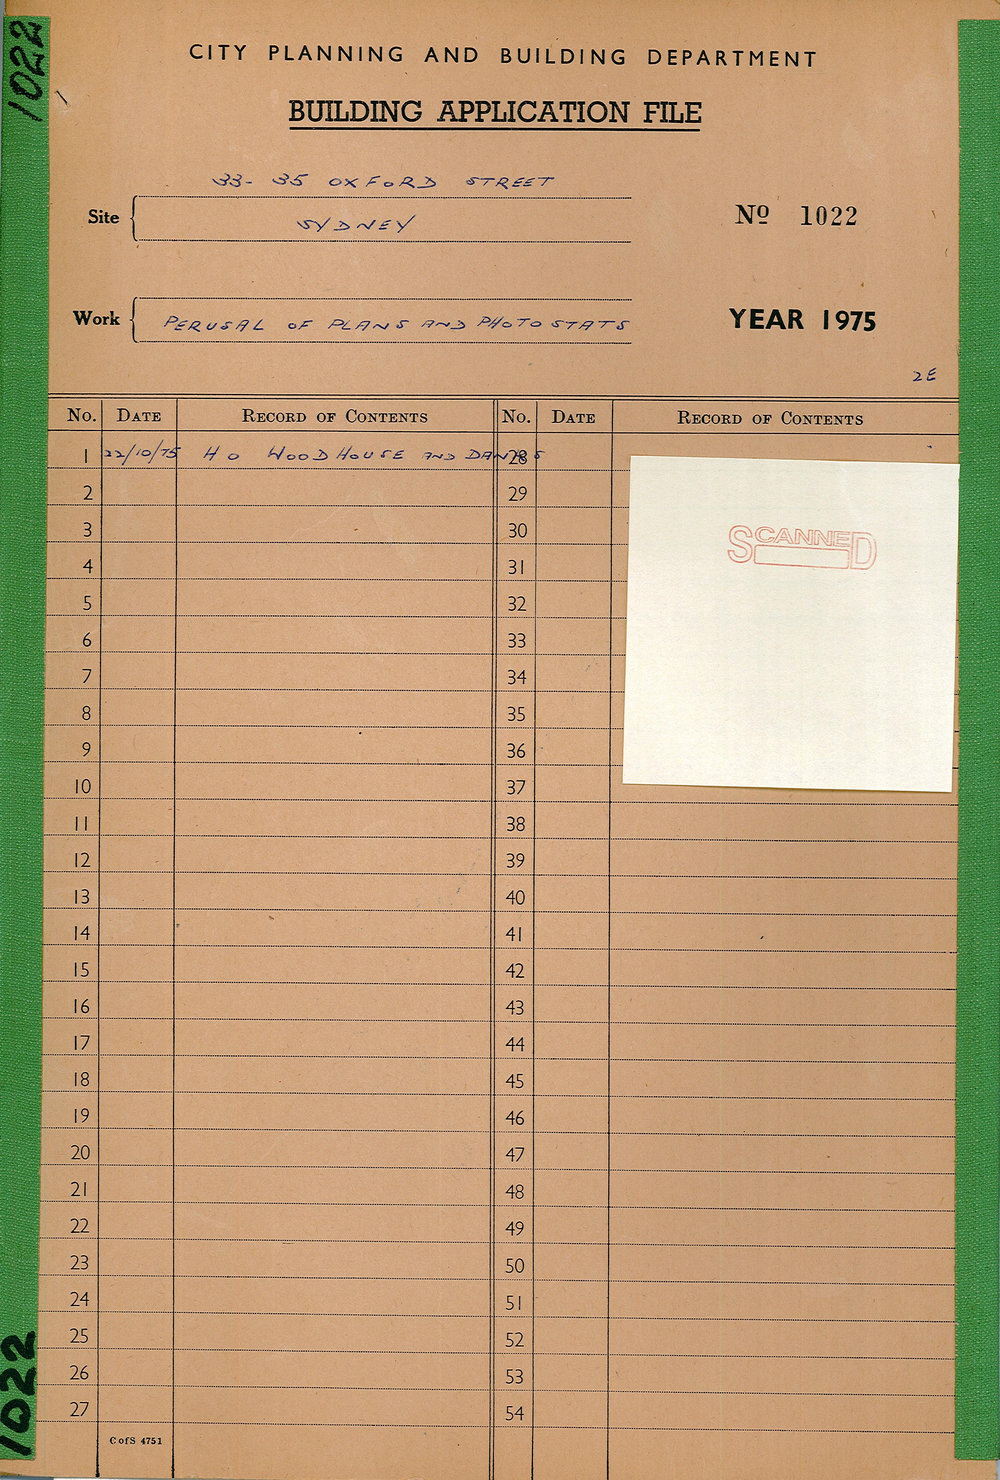 1022
CITY PLANNING AND BUILDING DEPARTMENT
BUILDING APPLICATION FILE
33-35 OXFORD STREET
Site
SYDNEY
Nº 1022
Work
PERUSAL OF PLANS AND PHOTOSTATS
YEAR 1975
2E
No. DATE RECORD OF CONTENTS No. DATE RECORD OF CONTENTS
1 22/10/75 H O WOODHOUSE AND DANKS 28
2 29
3 30
SCANNED
4 31
5 32
6 33
7 34
8 35
9 36
10 37
11 38
12 39
13 40
14 41
15 42
16 43
17 44
18 45
19 46
20 47
21 48
22 49
23 50
24 51
25 52
26 53
27 54
1022
C of S 4751